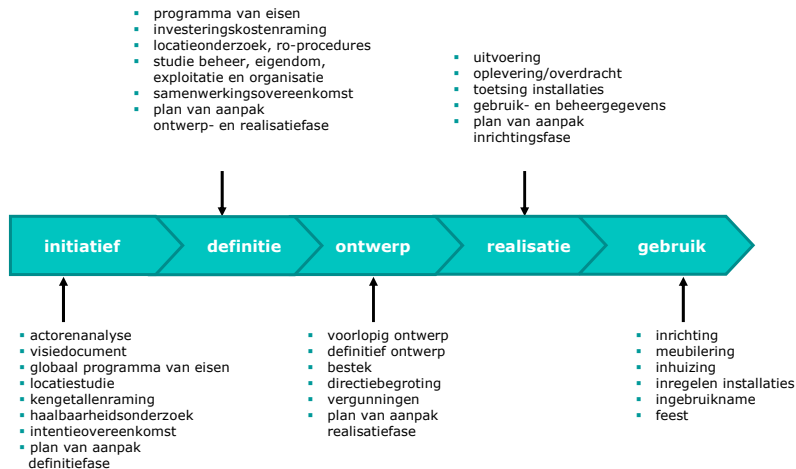 ▪ programma van eisen
▪ investeringskostenraming
▪ locatieonderzoek, ro-procedures
▪ studie beheer, eigendom,
exploitatie en organisatie
▪ samenwerkingsovereenkomst
▪ plan van aanpak
ontwerp- en realisatiefase
▪ uitvoering
▪ oplevering/overdracht
▪ toetsing installaties
▪ gebruik- en beheergegevens
▪ plan van aanpak
inrichtingsfase
initiatief
definitie
ontwerp
realisatie
gebruik
▪ actorenanalyse
▪ visiedocument
▪ globaal programma van eisen
▪ locatiestudie
▪ kengetallenraming
▪ haalbaarheidsonderzoek
▪ intentieovereenkomst
▪ plan van aanpak
definitiefase
▪ voorlopig ontwerp
▪ definitief ontwerp
▪ bestek
▪ directiebegroting
▪ vergunningen
▪ plan van aanpak
realisatiefase
▪ inrichting
▪ meubilering
▪ inhuizing
▪ inregelen installaties
▪ ingebruikname
▪ feest